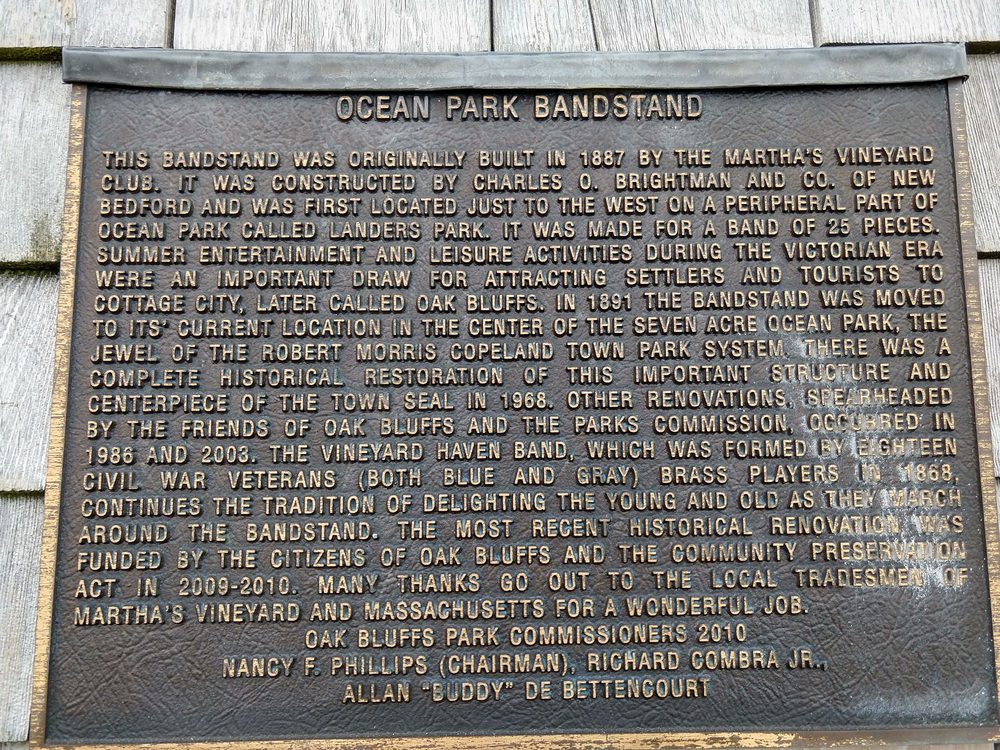 OCEAN PARK BANDSTAND
THIS BANDSTAND WAS ORIGINALLY BUILT IN 1887 BY THE MARTHA'S VINEYARD
CLUB. IT WAS CONSTRUCTED BY CHARLES O. BRIGHTMAN AND CO. OF NEW
BEDFORD AND WAS FIRST LOCATED JUST TO THE WEST ON A PERIPHERAL PART OF
OCEAN PARK CALLED LANDERS PARK. IT WAS MADE FOR A BAND OF 25 PIECES.
SUMMER ENTERTAINMENT AND LEISURE ACTIVITIES DURING THE VICTORIAN ERA
WERE AN IMPORTANT DRAW FOR ATTRACTING SETTLERS AND TOURISTS TO
COTTAGE CITY, LATER CALLED OAK BLUFFS. IN 1891 THE BANDSTAND WAS MOVED
TO ITS' CURRENT LOCATION IN THE CENTER OF THE SEVEN ACRE OCEAN PARK, THE
JEWEL OF THE ROBERT MORRIS COPELAND TOWN PARK SYSTEM. THERE WAS A
COMPLETE HISTORICAL RESTORATION OF THIS IMPORTANT STRUCTURE AND
CENTERPIECE OF THE TOWN SEAL IN 1968. OTHER RENOVATIONS, SPEARHEADED
BY THE FRIENDS OF OAK BLUFFS AND THE PARKS COMMISSION, OCCURRED IN
1986 AND 2003. THE VINEYARD HAVEN BAND, WHICH WAS FORMED BY EIGHTEEN
CIVIL WAR VETERANS (BOTH BLUE AND GRAY) BRASS PLAYERS IN 1868,
CONTINUES THE TRADITION OF DELIGHTING THE YOUNG AND OLD AS THEY MARCH
AROUND THE BANDSTAND. THE MOST RECENT HISTORICAL RENOVATION WAS
FUNDED BY THE CITIZENS OF OAK BLUFFS AND THE COMMUNITY PRESERVATION
ACT IN 2009-2010. MANY THANKS GO OUT TO THE LOCAL TRADESMEN OF
MARTHA'S VINEYARD AND MASSACHUSETTS FOR A WONDERFUL JOB.
OAK BLUFFS PARK COMMISSIONERS 2010
NANCY F. PHILLIPS (CHAIRMAN), RICHARD COMBRA JR.,
ALLAN "BUDDY" DE BETTENCOURT